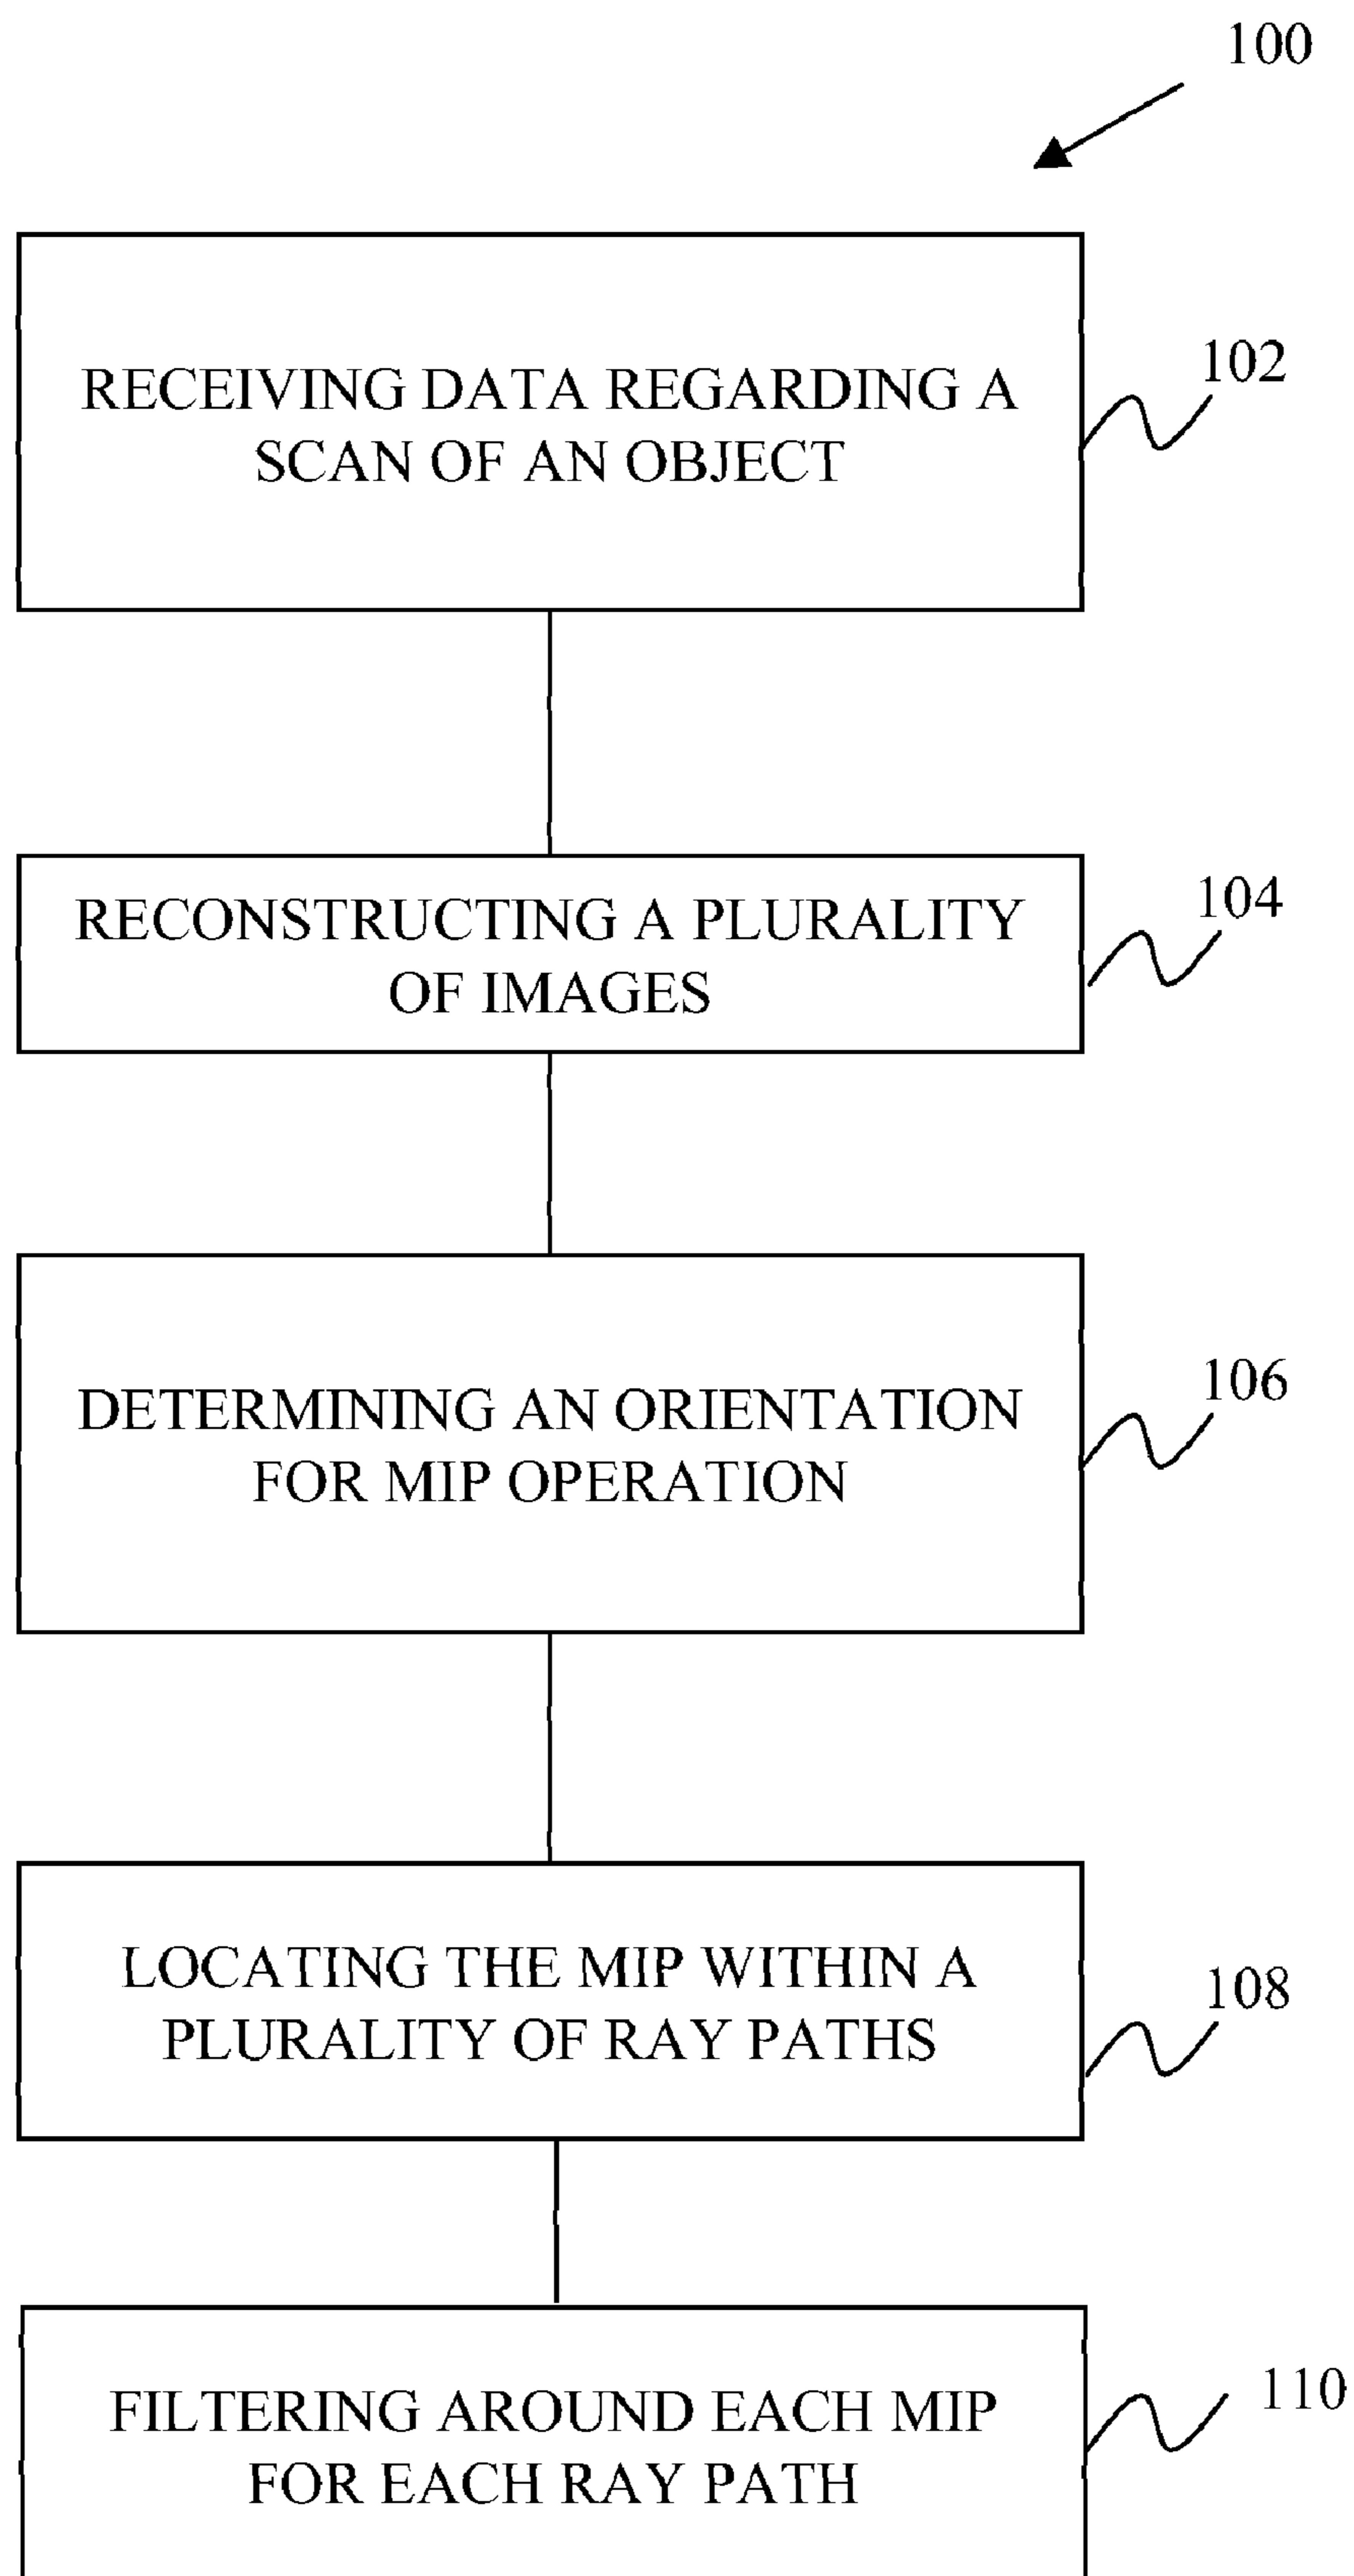 100
RECEIVING DATA REGARDING A
SCAN OF AN OBJECT
102
RECONSTRUCTING A PLURALITY
OF IMAGES
104
DETERMINING AN ORIENTATION
FOR MIP OPERATION
106
LOCATING THE MIP WITHIN A
PLURALITY OF RAY PATHS
108
FILTERING AROUND EACH MIP
FOR EACH RAY PATH
110